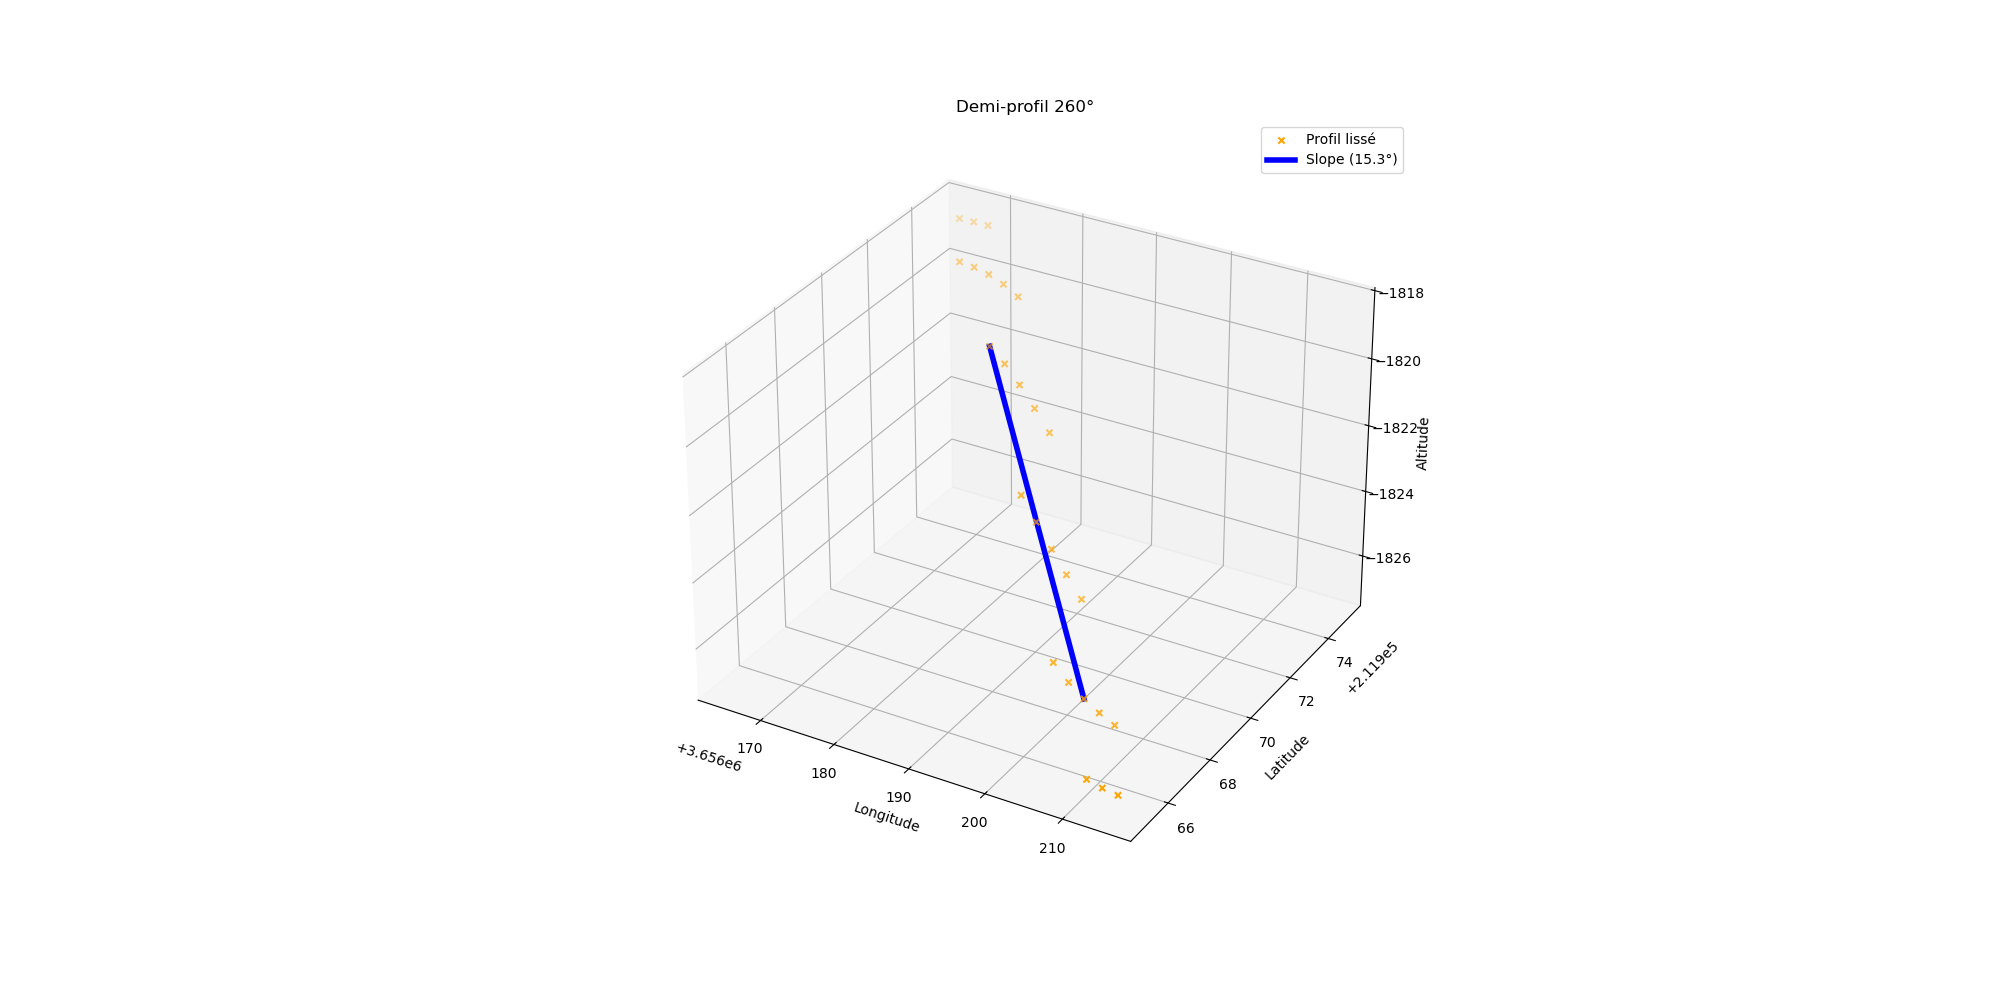 Demi-profil 260°
Profil lissé
Slope (15.3°)
−1818
−1820
−1822
−1824
−1826
Altitude
74
72
70
68
66
+2.119e5
Latitude
170
180
190
200
210
+3.656e6
Longitude